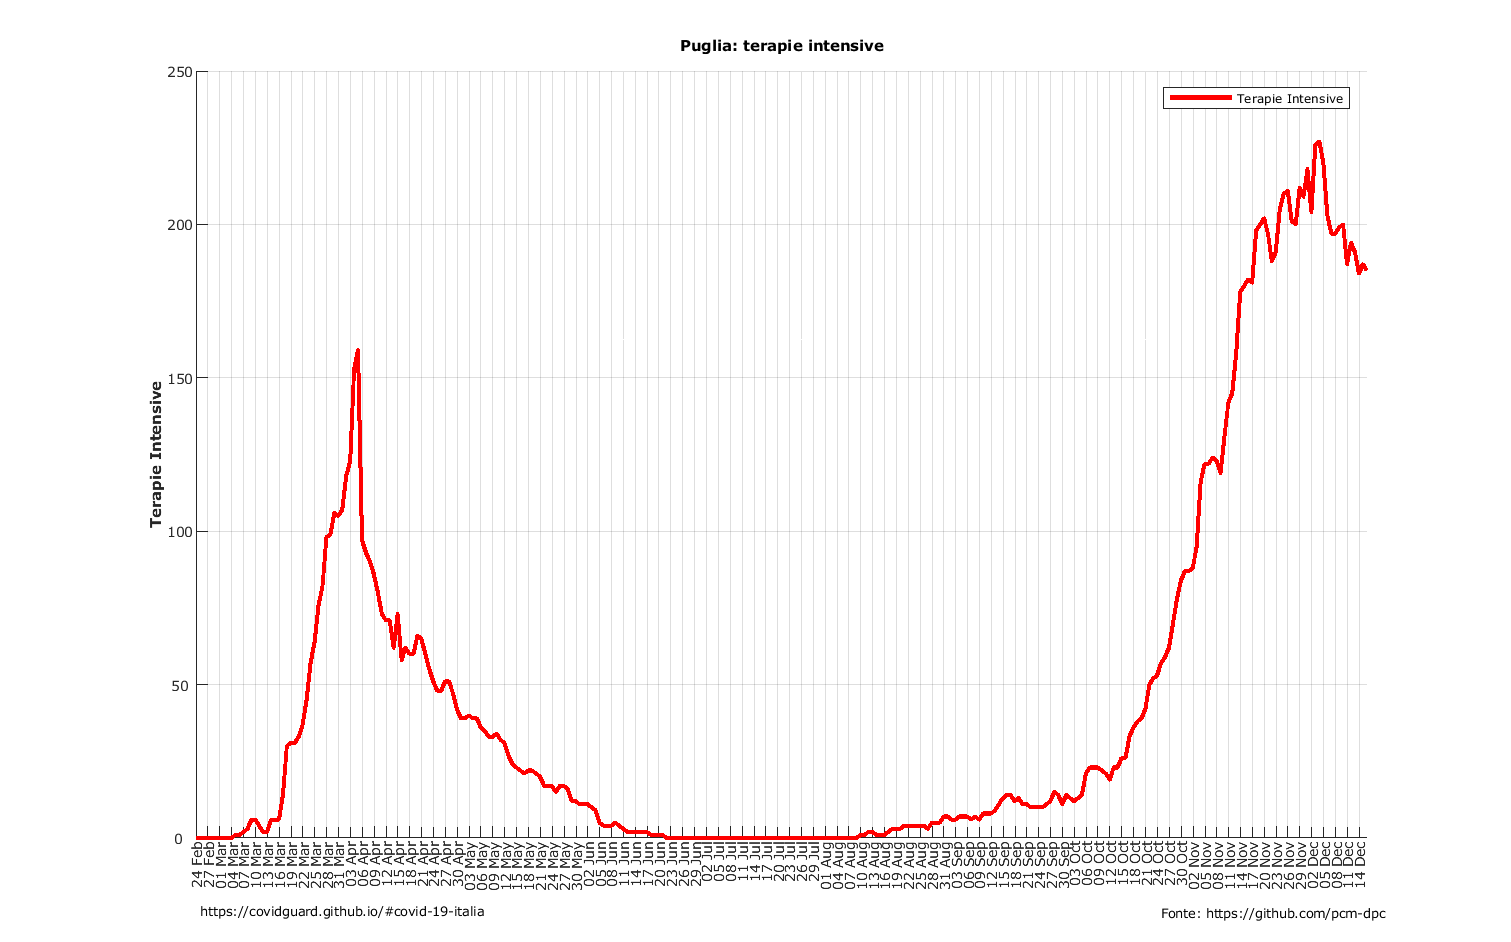 Puglia: terapie intensive
250
Terapie Intensive
200
150
100
50
0
Terapie Intensive
24 Feb
27 Feb
01 Mar
04 Mar
07 Mar
10 Mar
13 Mar
16 Mar
19 Mar
22 Mar
25 Mar
28 Mar
31 Mar
03 Apr
06 Apr
09 Apr
12 Apr
15 Apr
18 Apr
21 Apr
24 Apr
27 Apr
30 Apr
03 May
06 May
09 May
12 May
15 May
18 May
21 May
24 May
27 May
30 May
02 Jun
05 Jun
08 Jun
11 Jun
14 Jun
17 Jun
20 Jun
23 Jun
26 Jun
29 Jun
02 Jul
05 Jul
08 Jul
11 Jul
14 Jul
17 Jul
20 Jul
23 Jul
26 Jul
29 Jul
01 Aug
04 Aug
07 Aug
10 Aug
13 Aug
16 Aug
19 Aug
22 Aug
25 Aug
28 Aug
31 Aug
03 Sep
06 Sep
09 Sep
12 Sep
15 Sep
18 Sep
21 Sep
24 Sep
27 Sep
30 Sep
03 Oct
06 Oct
09 Oct
12 Oct
15 Oct
18 Oct
21 Oct
24 Oct
27 Oct
30 Oct
02 Nov
05 Nov
08 Nov
11 Nov
14 Nov
17 Nov
20 Nov
23 Nov
26 Nov
29 Nov
02 Dec
05 Dec
08 Dec
11 Dec
14 Dec
https://covidguard.github.io/#covid-19-italia
Fonte: https://github.com/pcm-dpc